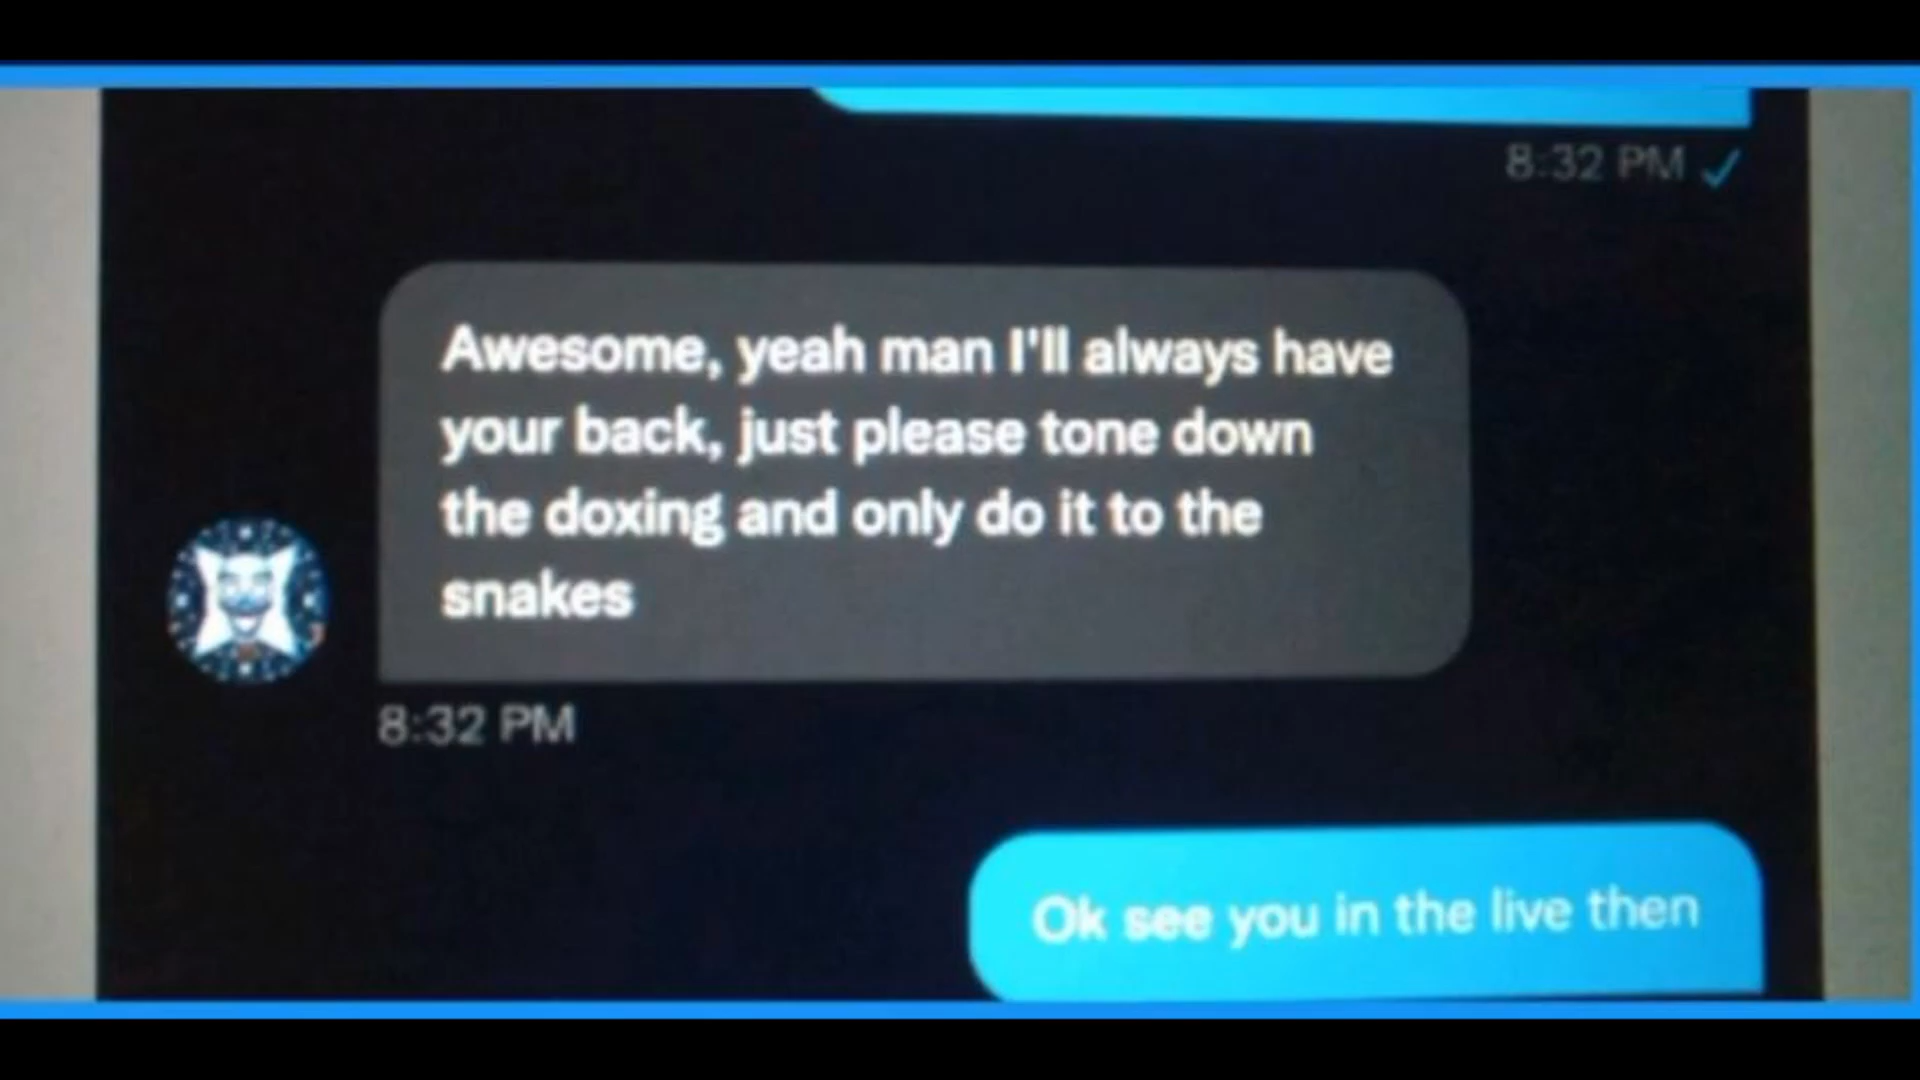 8:32 PM
Awesome, yeah man I'll always have
your back, just please tone down
the doxing and only do it to the
snakes
8:32 PM
Ok see you in the live then